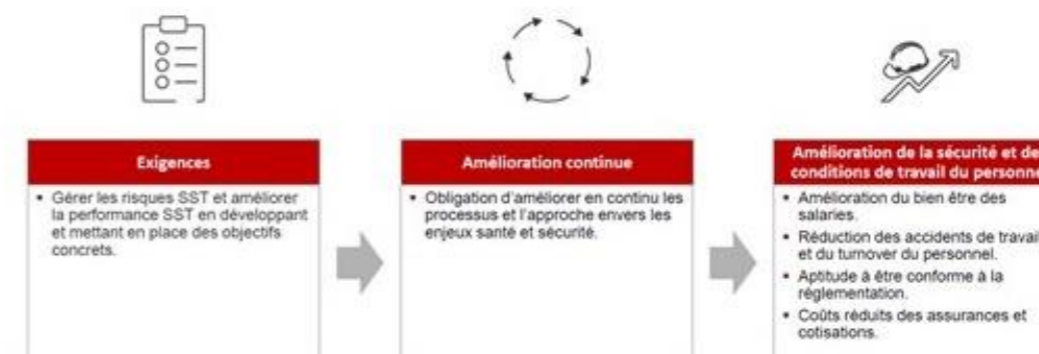 Exigences
• Gérer les risques SST et améliorer
la performance SST en développant
et mettant en place des objectifs
concrets.
Amélioration continue
• Obligation d'améliorer en continu les
processus et l'approche envers les
enjeux santé et sécurité.
Amélioration de la sécurité et de
conditions de travail du personne
• Amélioration du bien être des
salaries.
• Réduction des accidents de travail
et du turnover du personnel.
• Aptitude à être conforme à la
réglementation.
• Coûts réduits des assurances et
cotisations.